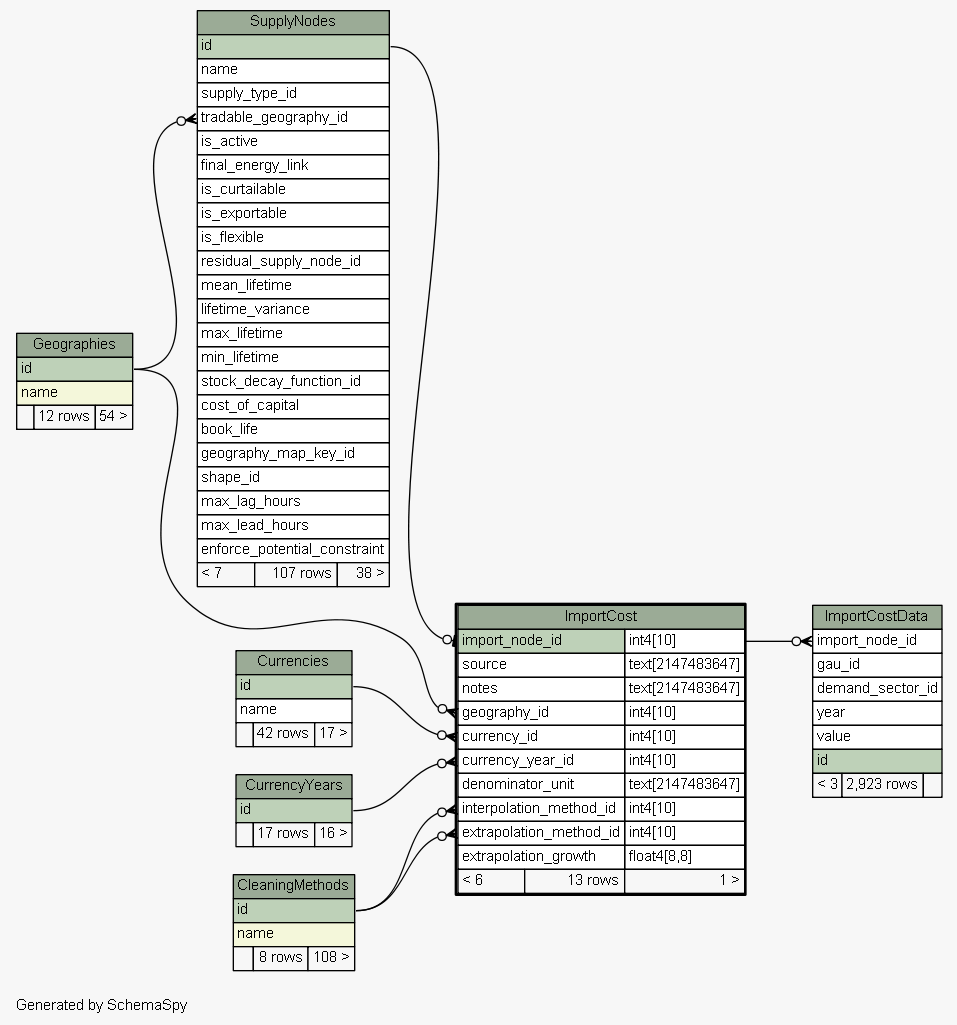 SupplyNodes
id
name
supply_type_id
tradable_geography_id
is_active
final_energy_link
is_curtailable
is_exportable
is_flexible
residual_supply_node_id
mean_lifetime
lifetime_variance
max_lifetime
min_lifetime
stock_decay_function_id
cost_of_capital
book_life
geography_map_key_id
shape_id
max_lag_hours
max_lead_hours
enforce_potential_constraint
< 7 107 rows 38 >
Geographies
id
name
12 rows 54 >
Currencies
id
name
42 rows 17 >
CurrencyYears
id
17 rows 16 >
CleaningMethods
id
name
8 rows 108 >
ImportCost
import_node_id int4[10]
source text[2147483647]
notes text[2147483647]
geography_id int4[10]
currency_id int4[10]
currency_year_id int4[10]
denominator_unit text[2147483647]
interpolation_method_id int4[10]
extrapolation_method_id int4[10]
extrapolation_growth float4[8,8]
< 6 13 rows 1 >
ImportCostData
import_node_id
gau_id
demand_sector_id
year
value
id
< 3 2,923 rows
Generated by SchemaSpy